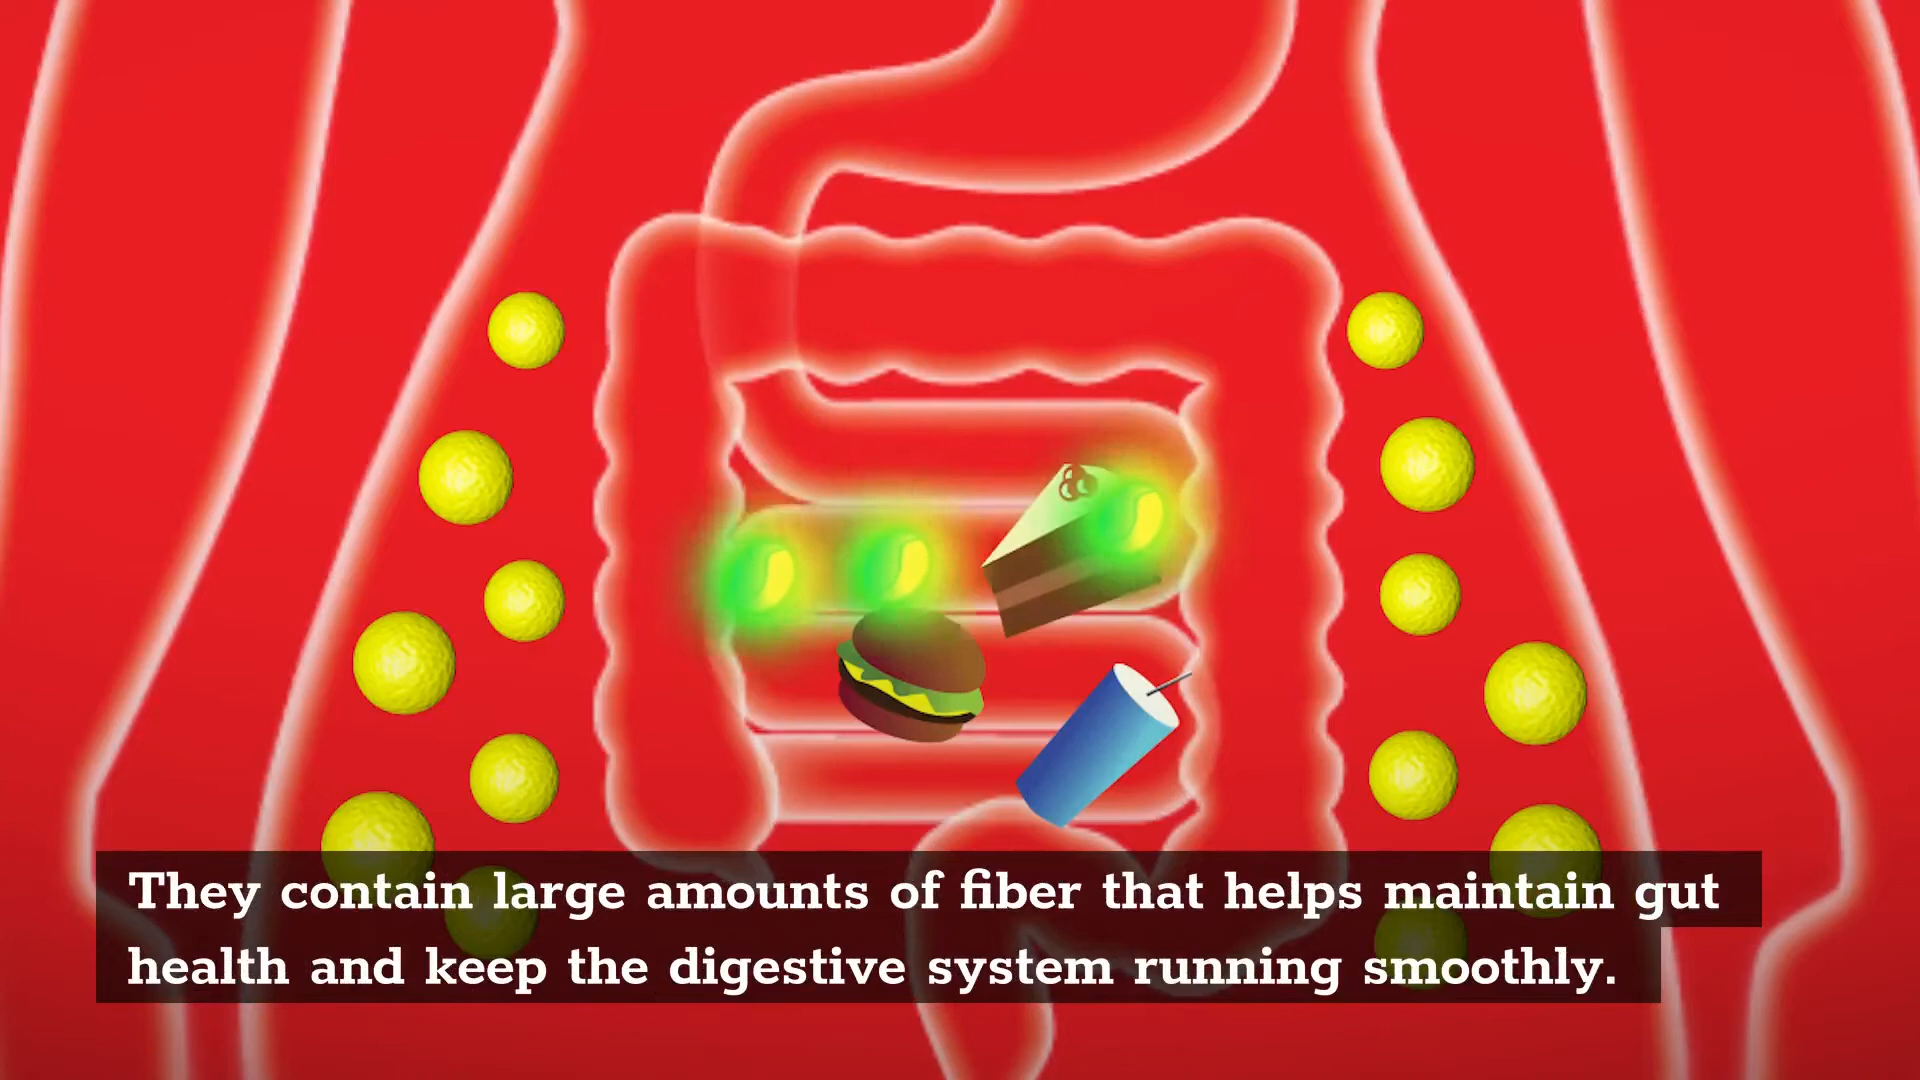 They contain large amounts of fiber that helps maintain gut
health and keep the digestive system running smoothly.